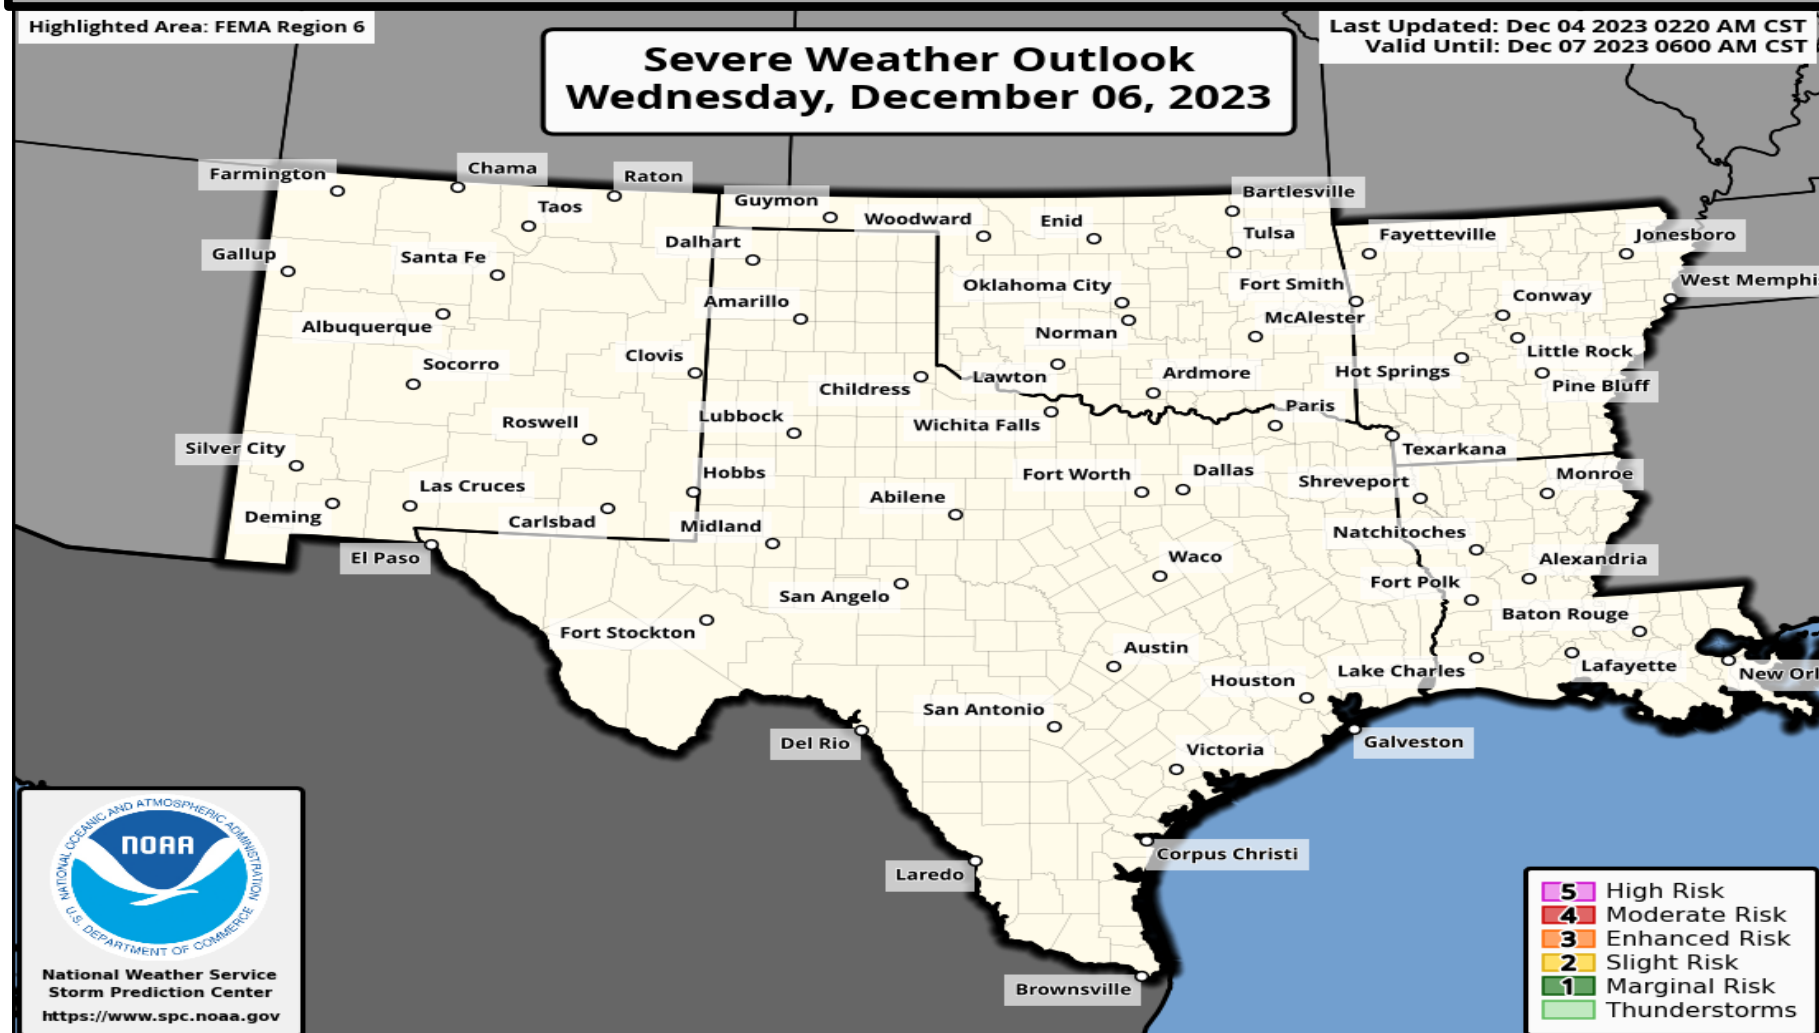 Highlighted Area: FEMA Region 6
Severe Weather Outlook
Wednesday, December 06, 2023
Last Updated: Dec 04 2023 0220 AM CST
Valid Until: Dec 07 2023 0600 AM CST
Farmington
Chama
Raton
Taos
Guymon
Woodward
Enid
Bartlesville
Gallup
Santa Fe
Dalhart
Tulsa
Fayetteville
Jonesboro
Albuquerque
Amarillo
Oklahoma City
Fort Smith
Conway
West Memphi
Norman
McAlester
Socorro
Clovis
Childress
Lawton
Ardmore
Hot Springs
Little Rock
Pine Bluff
Roswell
Lubbock
Wichita Falls
Paris
Silver City
Texarkana
Las Cruces
Hobbs
Abilene
Fort Worth
Dallas
Shreveport
Monroe
Deming
Carlsbad
Midland
Natchitoches
El Paso
San Angelo
Waco
Fort Polk
Alexandria
Fort Stockton
Austin
Baton Rouge
San Antonio
Houston
Lake Charles
Lafayette
New Orl
Del Rio
Victoria
Galveston
Laredo
Corpus Christi
Brownsville
NATIONAL OCEANIC AND ATMOSPHERIC ADMINISTRATION
NOAA
U.S. DEPARTMENT OF COMMERCE
National Weather Service
Storm Prediction Center
https://www.spc.noaa.gov
5 High Risk
4 Moderate Risk
3 Enhanced Risk
2 Slight Risk
1 Marginal Risk
Thunderstorms